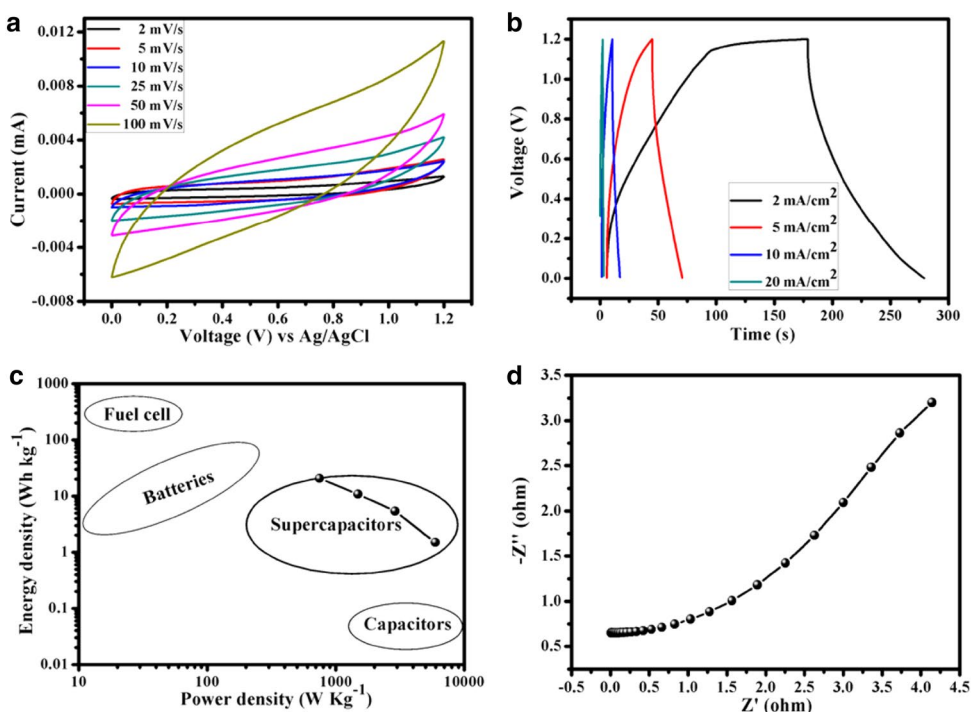 a
2 mV/s
5 mV/s
10 mV/s
25 mV/s
50 mV/s
100 mV/s
0.012
0.008
0.004
0.000
-0.004
-0.008
Current (mA)
0.0 0.2 0.4 0.6 0.8 1.0 1.2
Voltage (V) vs Ag/AgCl
b
1.2
1.0
0.8
0.6
0.4
0.2
0.0
Voltage (V)
2 mA/cm²
5 mA/cm²
10 mA/cm²
20 mA/cm²
0 50 100 150 200 250 300
Time (s)
c
1000
100
10
1
0.1
0.01
Energy density (Wh kg⁻¹)
Fuel cell
Batteries
Supercapacitors
Capacitors
10 100 1000 10000
Power density (W Kg⁻¹)
d
3.5
3.0
2.5
2.0
1.5
1.0
0.5
-Z'' (ohm)
-0.5 0.0 0.5 1.0 1.5 2.0 2.5 3.0 3.5 4.0 4.5
Z' (ohm)